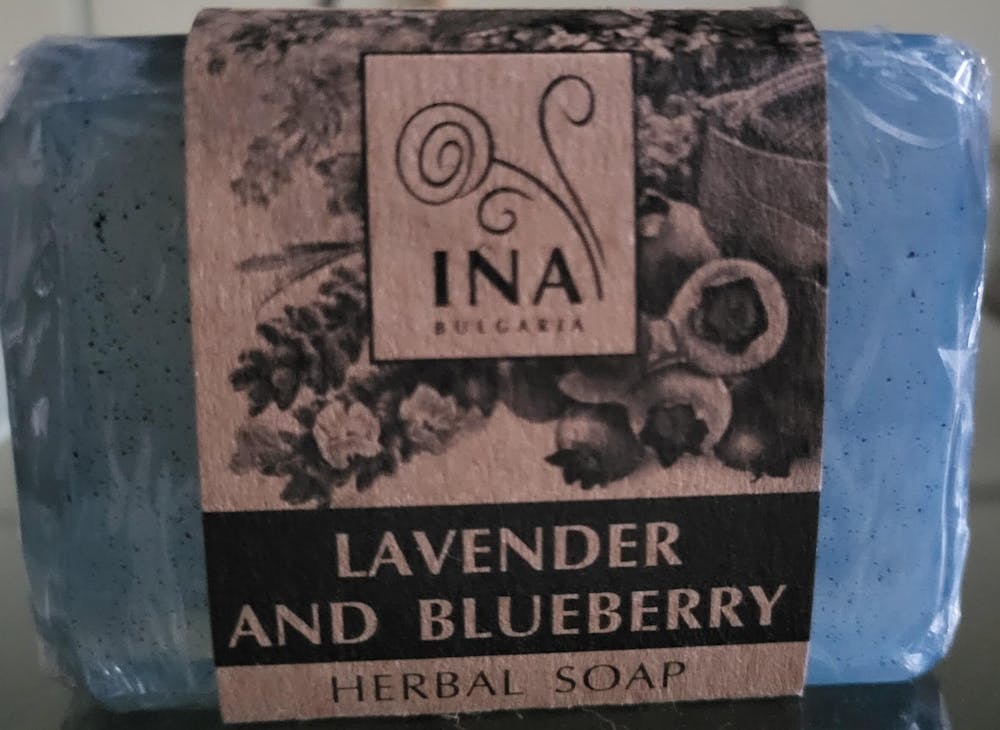 INA
BULGARIA
LAVENDER
AND BLUEBERRY
HERBAL SOAP